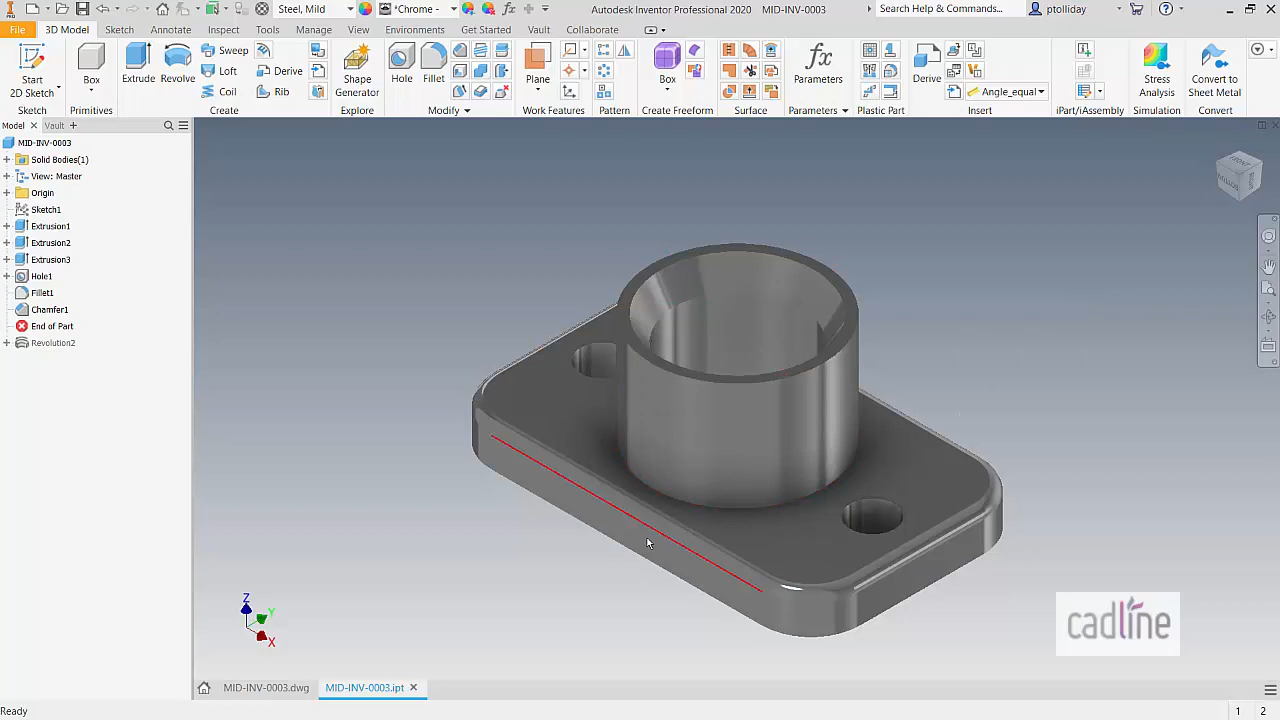 Steel, Mild
*Chrome -
Autodesk Inventor Professional 2020 MID-INV-0003
Search Help & Commands...
ptolliday
File 3D Model Sketch Annotate Inspect Tools Manage View Environments Get Started Vault Collaborate
Start
2D Sketch
Box
Extrude
Revolve
Sweep
Loft
Coil
Derive
Rib
Shape
Generator
Hole
Fillet
Plane
Box
Parameters
Derive
Angle_equal
Stress
Analysis
Convert to
Sheet Metal
Sketch Primitives Create Explore Modify Work Features Pattern Create Freeform Surface Parameters Plastic Part Insert iPart/iAssembly Simulation Convert
Model Vault
MID-INV-0003
Solid Bodies(1)
View: Master
Origin
Sketch1
Extrusion1
Extrusion2
Extrusion3
Hole1
Fillet1
Chamfer1
End of Part
Revolution2
FRONT
BOTTOM
Z
Y
X
cadline
MID-INV-0003.dwg MID-INV-0003.ipt
Ready 1 2